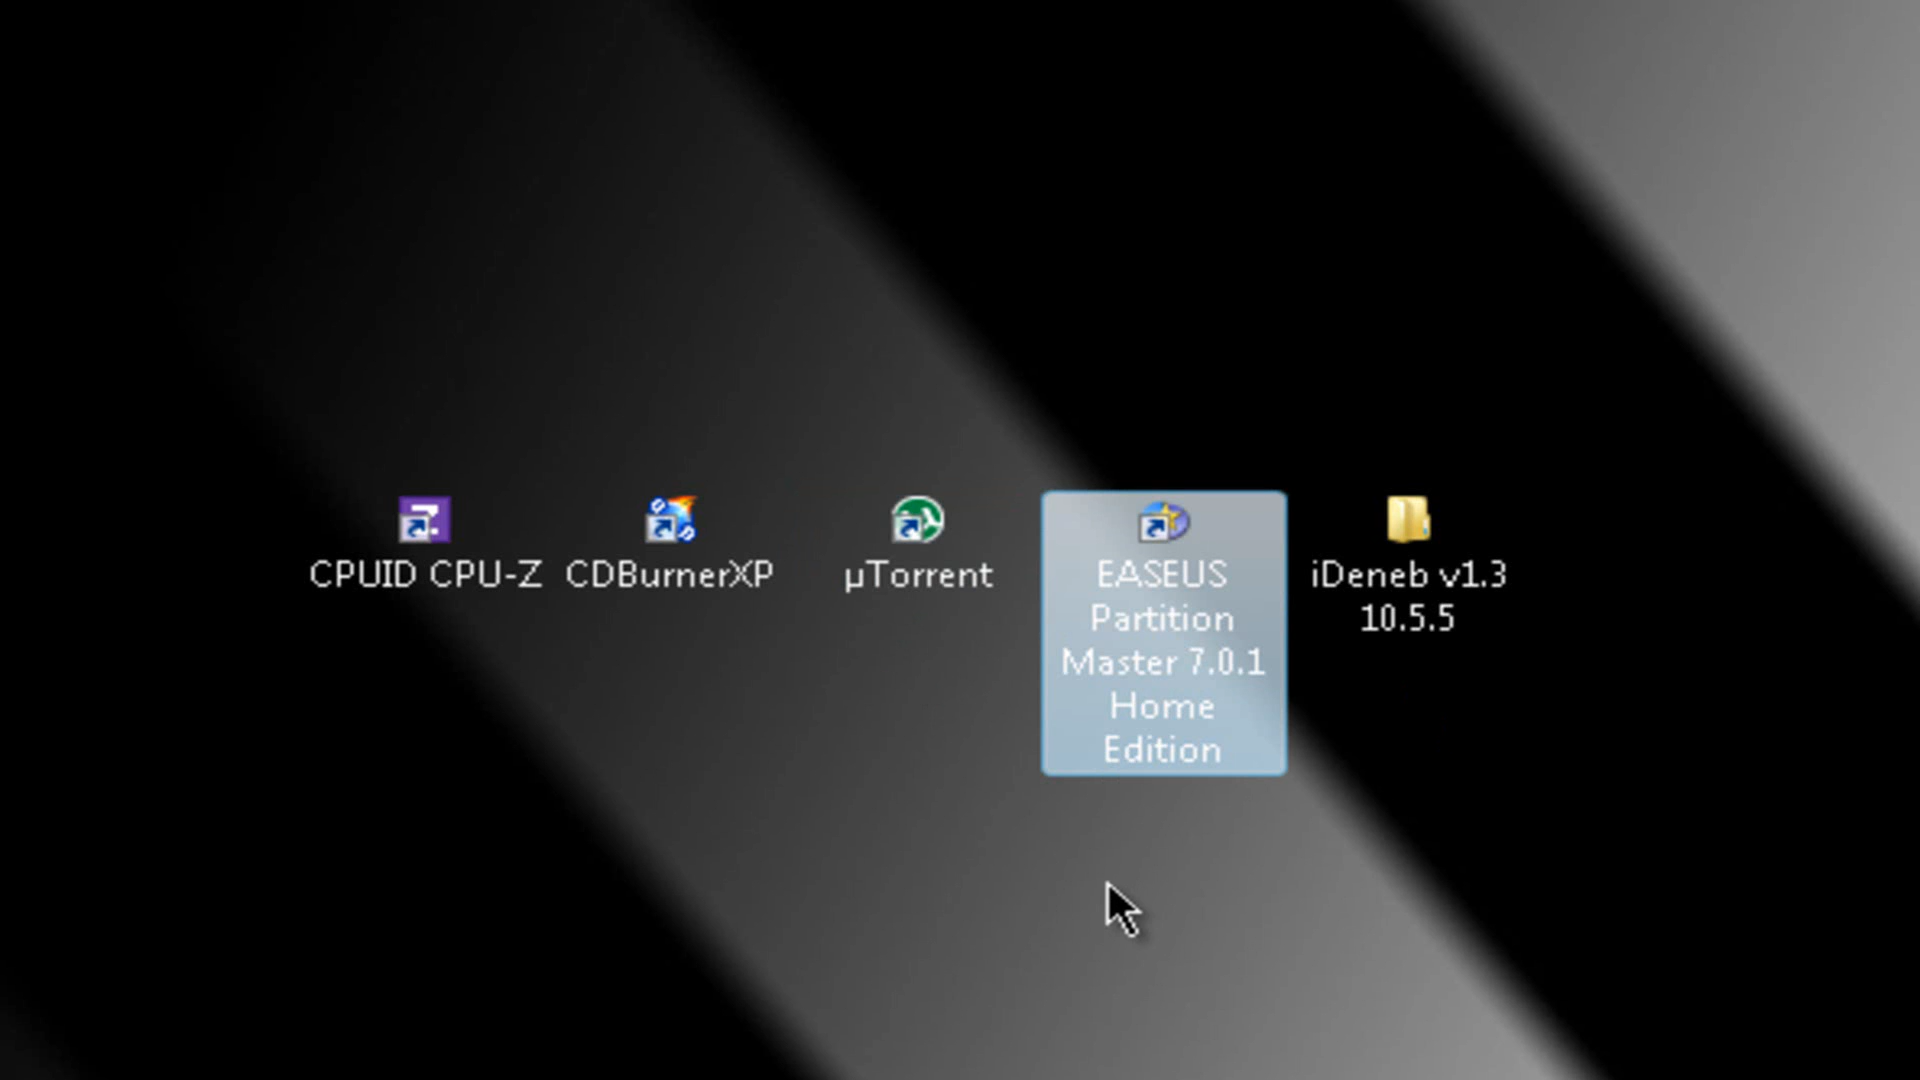 CPUID CPU-Z
CDBurnerXP
µTorrent
EASEUS
Partition
Master 7.0.1
Home
Edition
iDeneb v1.3
10.5.5